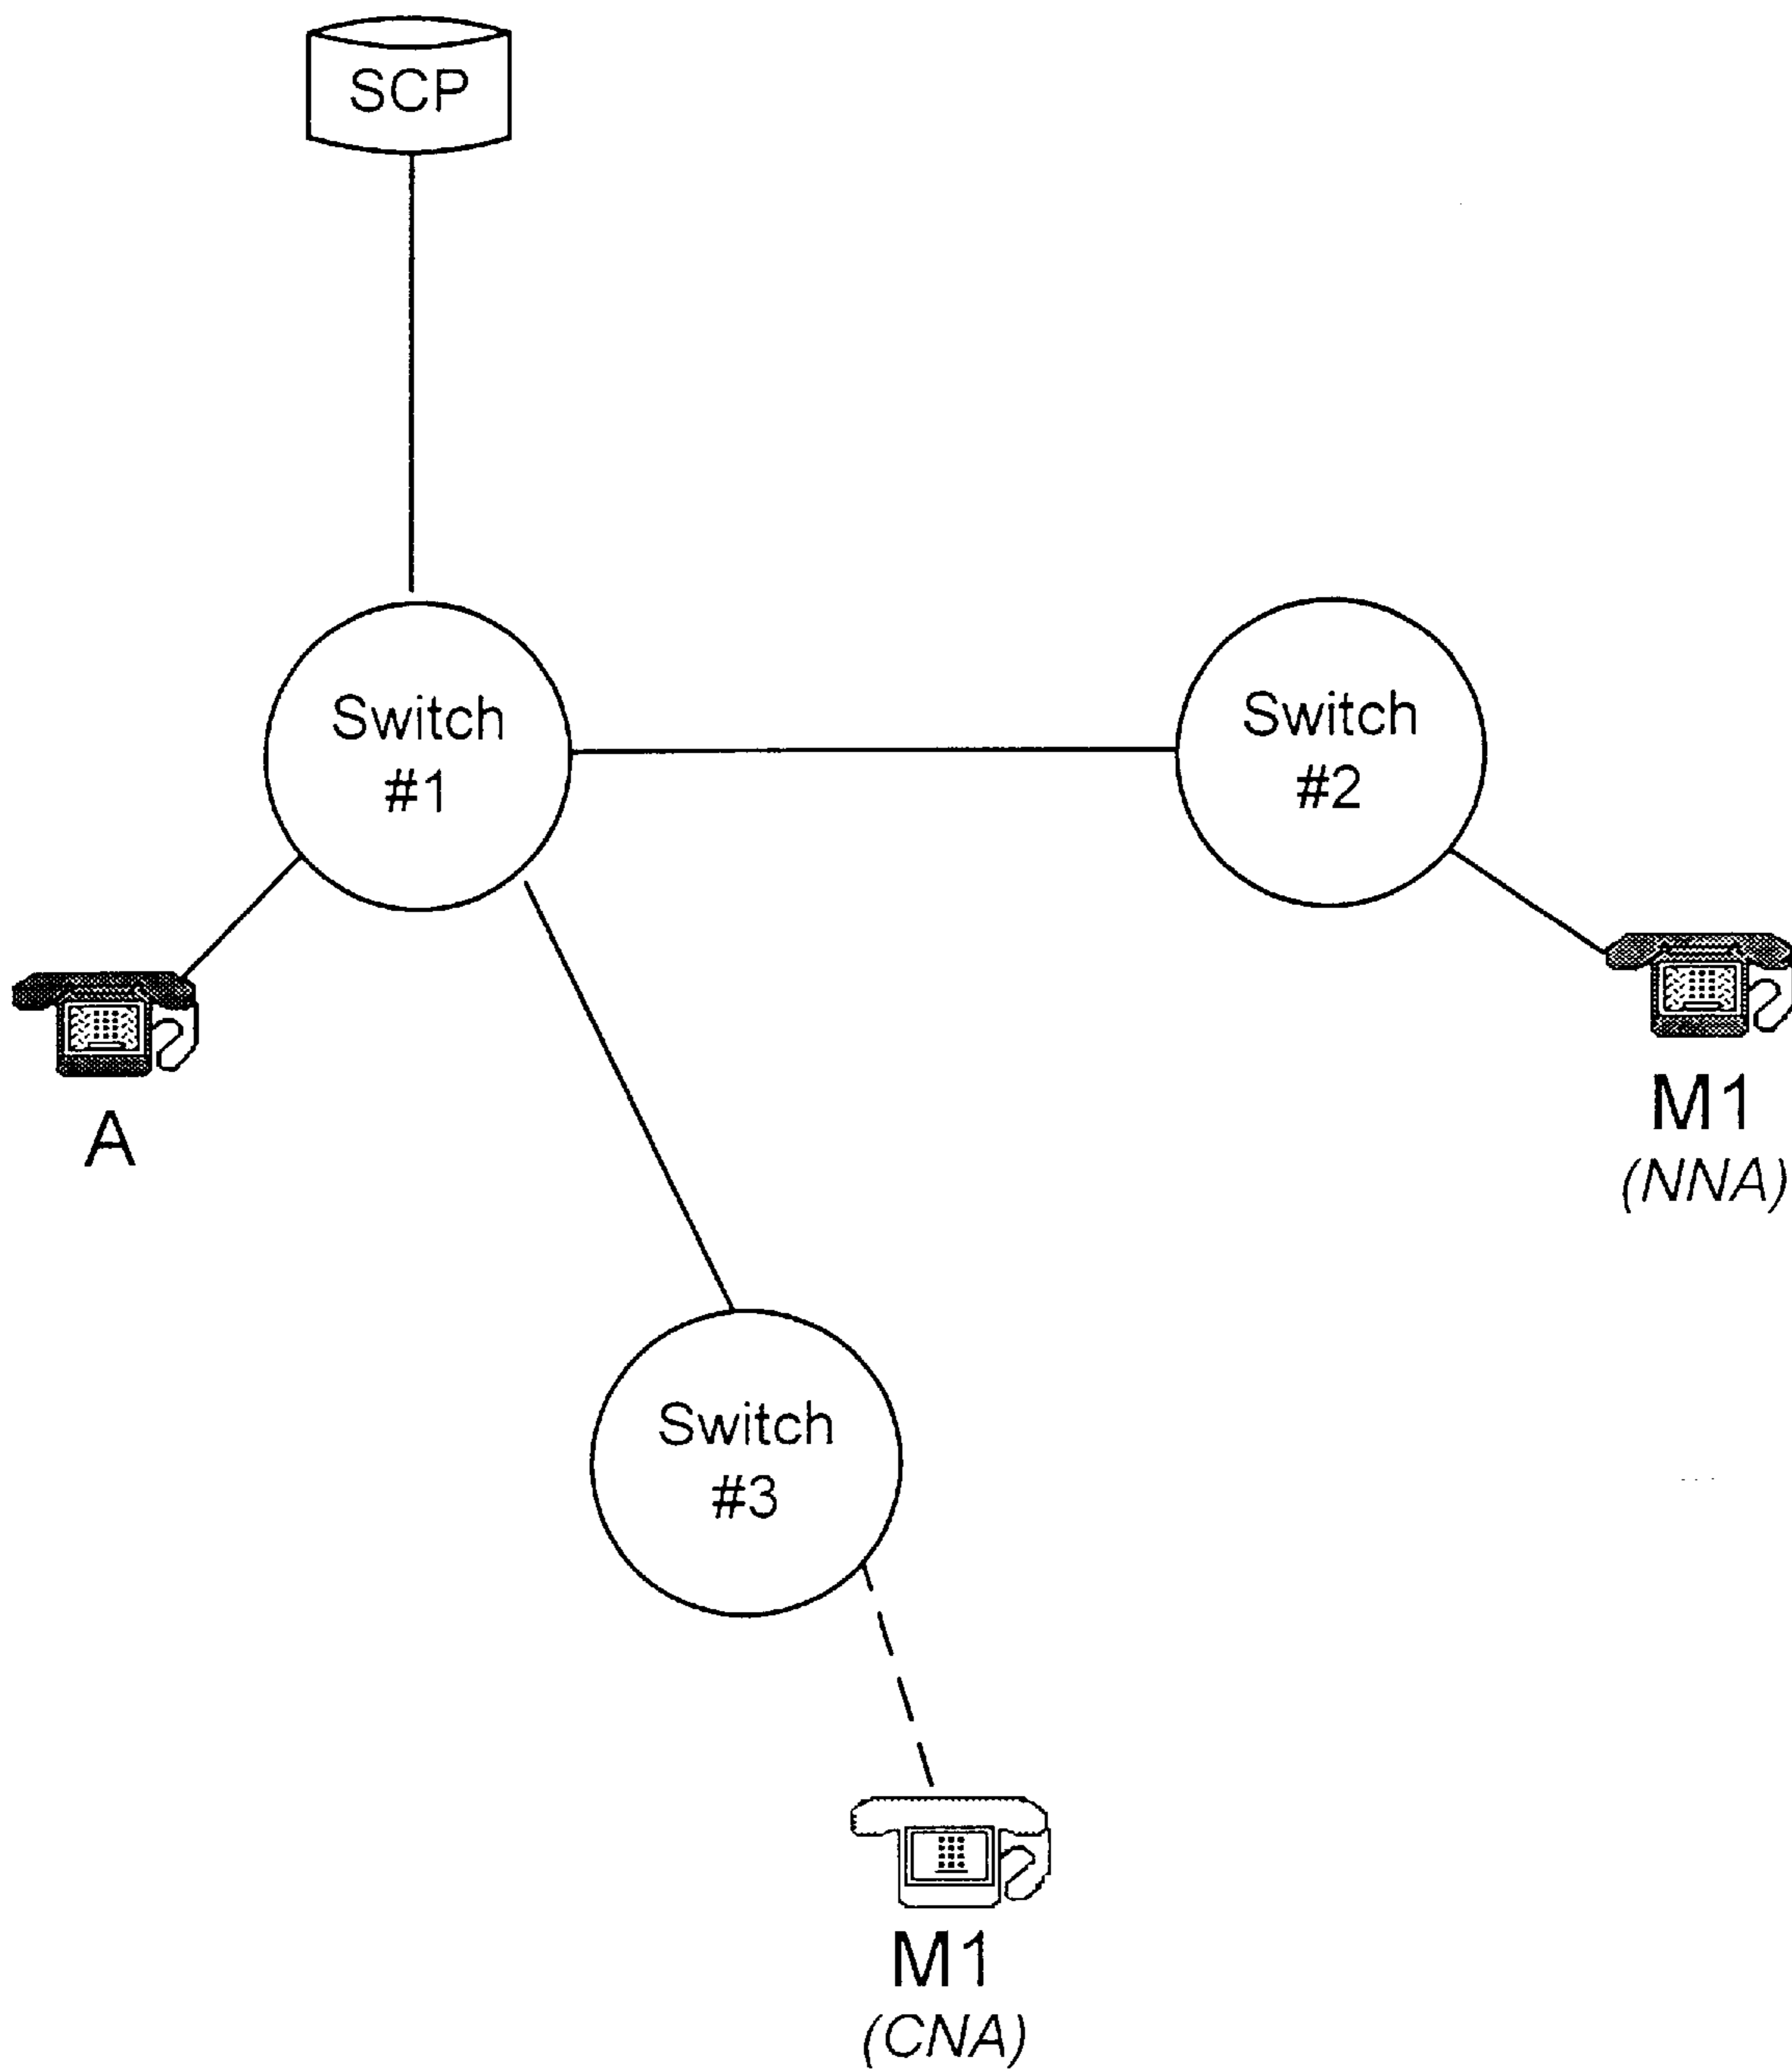 SCP
Switch
#1
Switch
#2
A
M1
(NNA)
Switch
#3
M1
(CNA)